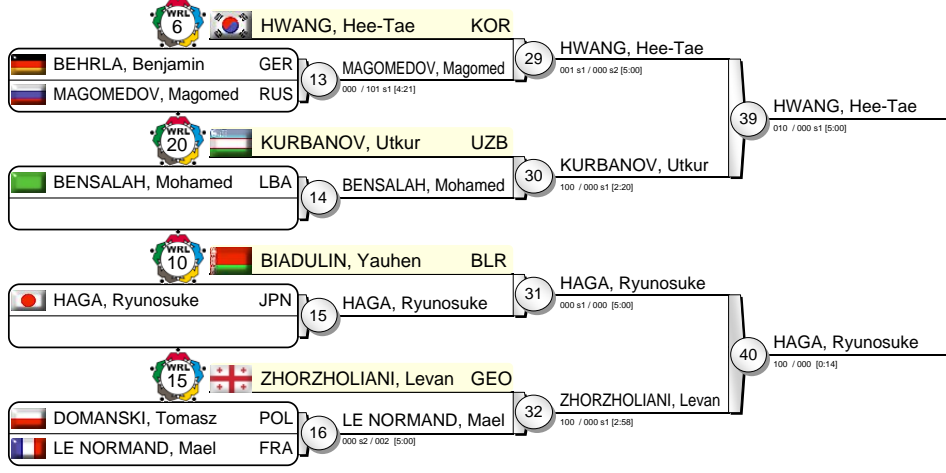 WRL
6
HWANG, Hee-Tae KOR
BEHRLA, Benjamin GER
MAGOMEDOV, Magomed RUS
13
MAGOMEDOV, Magomed
000 / 101 s1 [4:21]
29
HWANG, Hee-Tae
001 s1 / 000 s2 [5:00]
WRL
20
KURBANOV, Utkur UZB
BENSALAH, Mohamed LBA
14
BENSALAH, Mohamed
30
KURBANOV, Utkur
100 / 000 s1 [2:20]
39
HWANG, Hee-Tae
010 / 000 s1 [5:00]
WRL
10
BIADULIN, Yauhen BLR
HAGA, Ryunosuke JPN
15
HAGA, Ryunosuke
31
HAGA, Ryunosuke
000 s1 / 000 [5:00]
WRL
15
ZHORZHOLIANI, Levan GEO
DOMANSKI, Tomasz POL
LE NORMAND, Mael FRA
16
LE NORMAND, Mael
000 s2 / 002 [5:00]
32
ZHORZHOLIANI, Levan
100 / 000 s1 [2:58]
40
HAGA, Ryunosuke
100 / 000 [0:14]